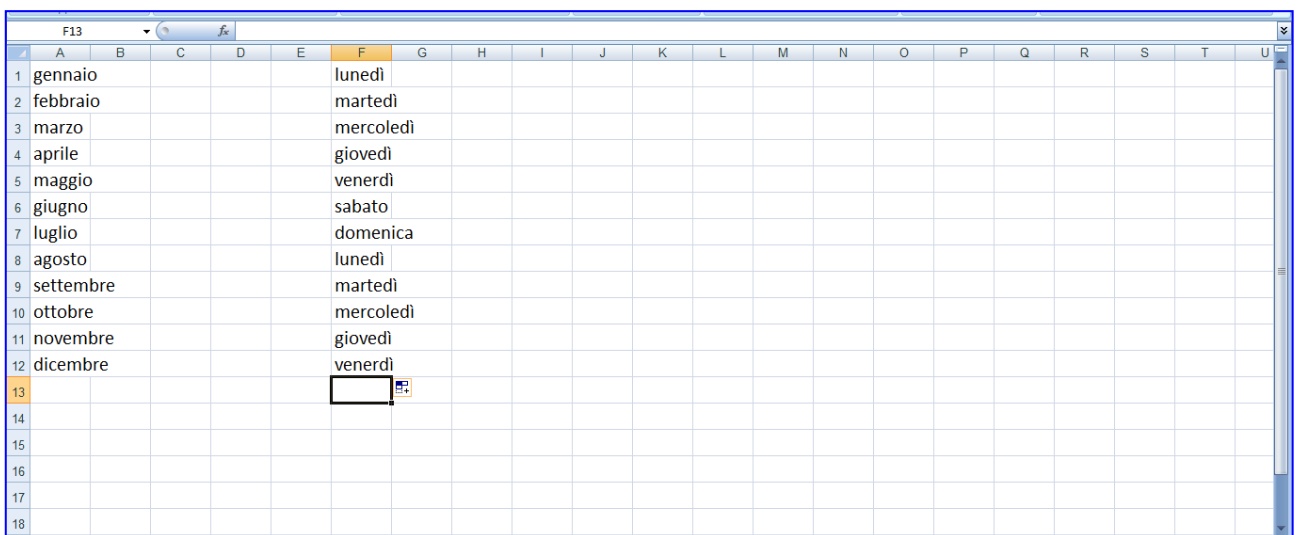 F13 fx
A B C D E F G H I J K L M N O P Q R S T U
1 gennaio lunedì
2 febbraio martedì
3 marzo mercoledì
4 aprile giovedì
5 maggio venerdì
6 giugno sabato
7 luglio domenica
8 agosto lunedì
9 settembre martedì
10 ottobre mercoledì
11 novembre giovedì
12 dicembre venerdì
13
14
15
16
17
18